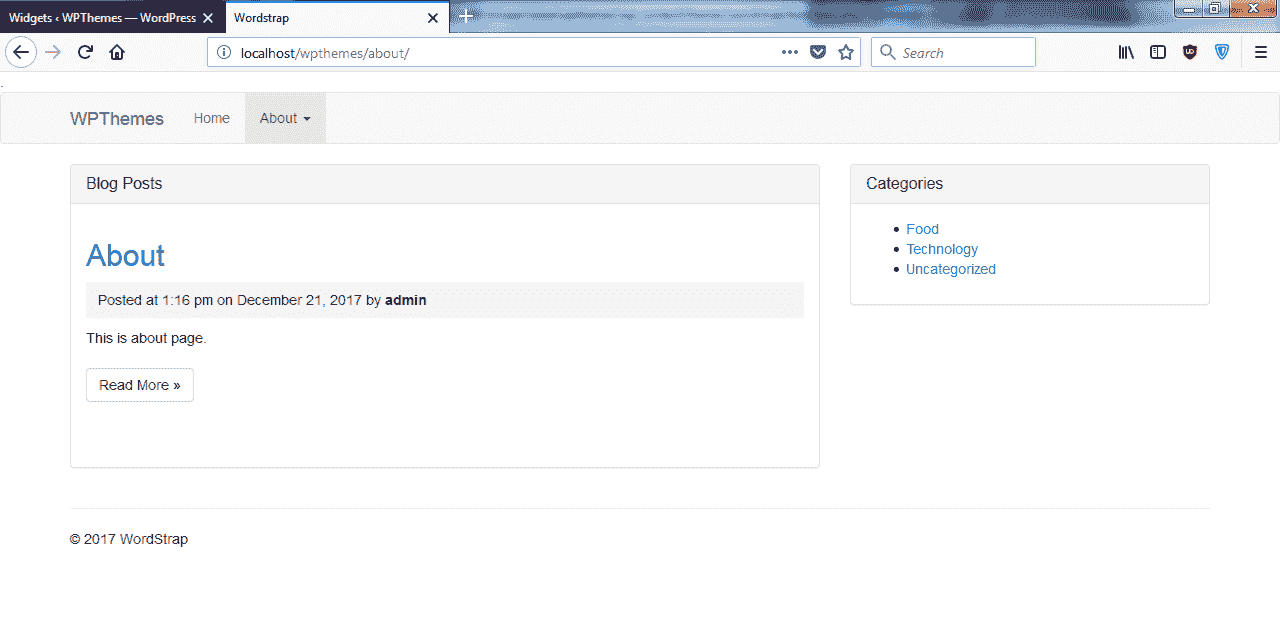 Widgets ‹ WPThemes — WordPress
Wordstrap
localhost/wpthemes/about/
Search
WPThemes Home About
Blog Posts
About
Posted at 1:16 pm on December 21, 2017 by admin
This is about page.
Read More »
Categories
Food
Technology
Uncategorized
© 2017 WordStrap